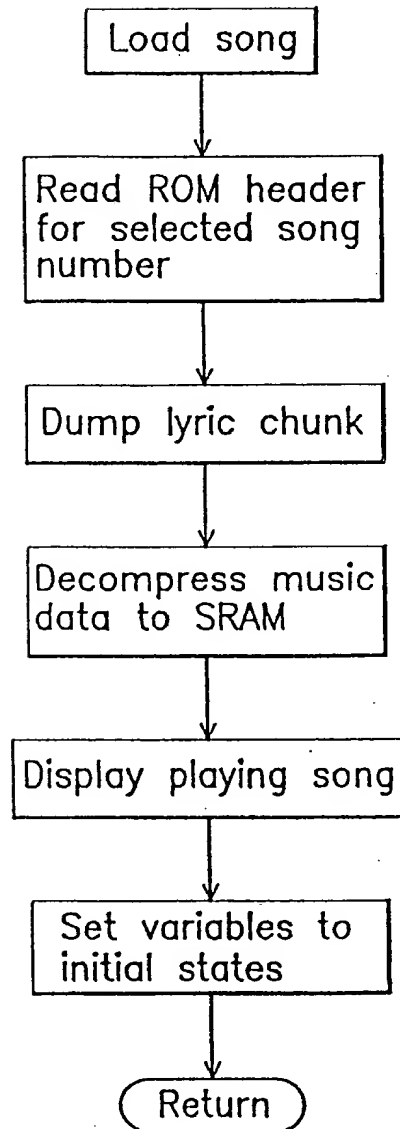 Load song
Read ROM header
for selected song
number
Dump lyric chunk
Decompress music
data to SRAM
Display playing song
Set variables to
initial states
Return